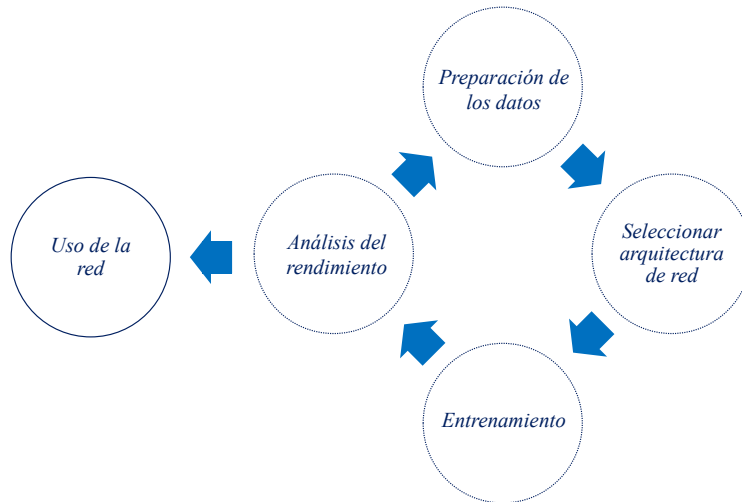 Preparación de
los datos
Seleccionar
arquitectura
de red
Entrenamiento
Análisis del
rendimiento
Uso de la
red